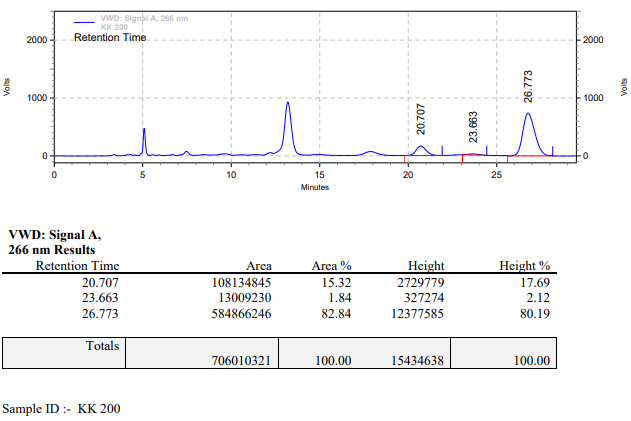 VWD: Signal A, 266 nm
KK 200
Retention Time
2000
1000
0
Volts
20.707
23.663
26.773
2000
1000
0
Volts
0 5 10 15 20 25
Minutes
VWD: Signal A,
266 nm Results
Retention Time Area Area % Height Height %
20.707 108134845 15.32 2729779 17.69
23.663 13009230 1.84 327274 2.12
26.773 584866246 82.84 12377585 80.19
Totals
706010321 100.00 15434638 100.00
Sample ID :- KK 200